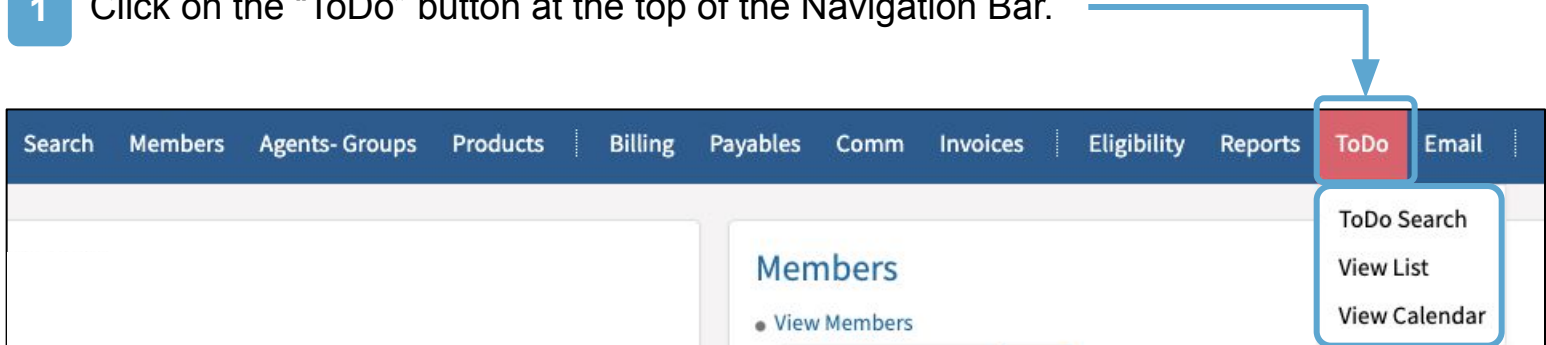 1 Click on the “ToDo” button at the top of the Navigation Bar.
Search Members Agents- Groups Products Billing Payables Comm Invoices Eligibility Reports ToDo Email
ToDo Search
Members
View List
• View Members
View Calendar